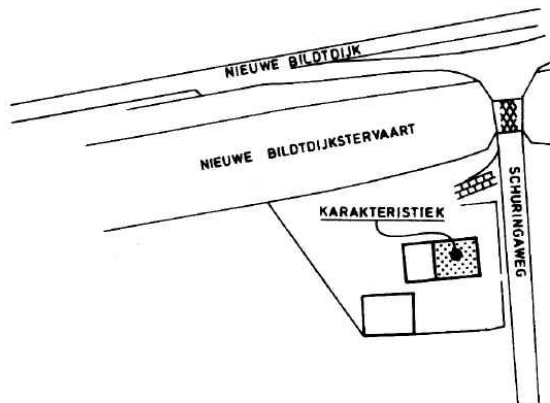 NIEUWE BILDTDIJK
NIEUWE BILDTDIJKSTERVAART
KARAKTERISTIEK
SCHURINGAWEG